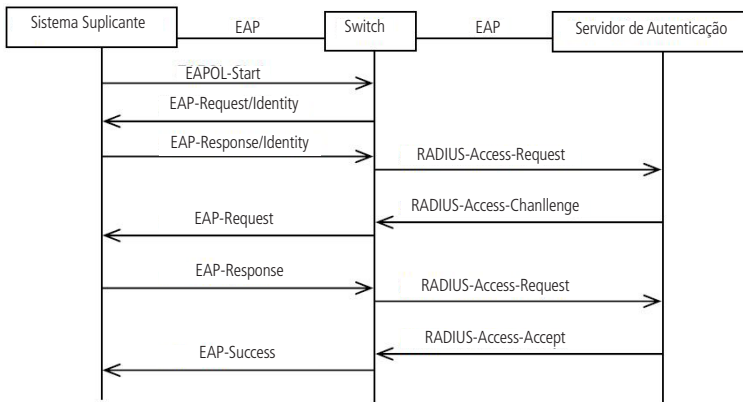 Sistema Suplicante
EAP
Switch
EAP
Servidor de Autenticação
EAPOL-Start
EAP-Request/Identity
EAP-Response/Identity
RADIUS-Access-Request
RADIUS-Access-Chanllenge
EAP-Request
EAP-Response
RADIUS-Access-Request
RADIUS-Access-Accept
EAP-Success